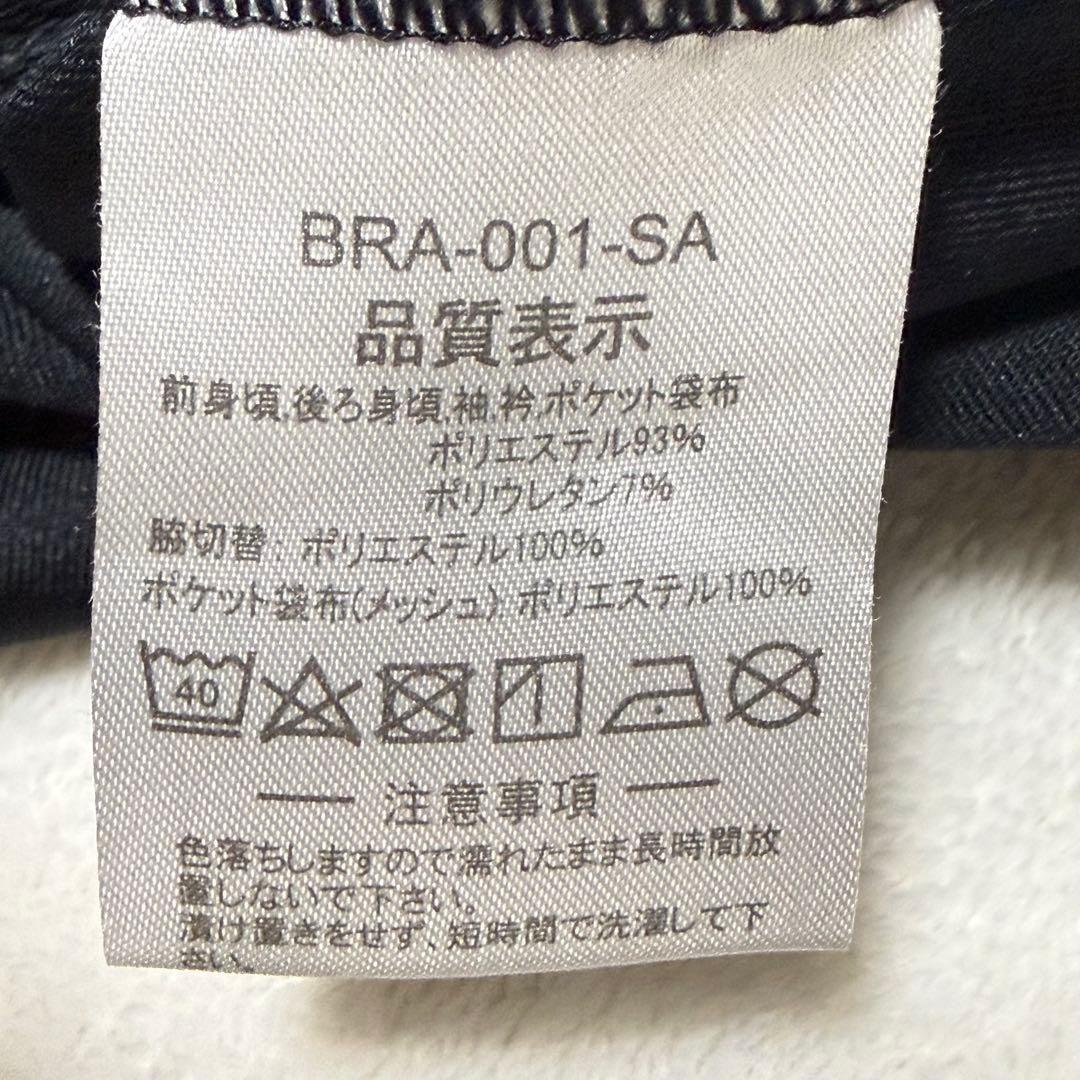 BRA-001-SA
品質表示
前身頃,後ろ身頃,袖,衿,ポケット袋布
ポリエステル93%
ポリウレタン7%
脇切替: ポリエステル100%
ポケット袋布(メッシュ):ポリエステル100%
40
注意事項
色落ちしますので濡れたまま長時間放
置しないで下さい。
漬け置きをせず、短時間で洗濯して下
さい。